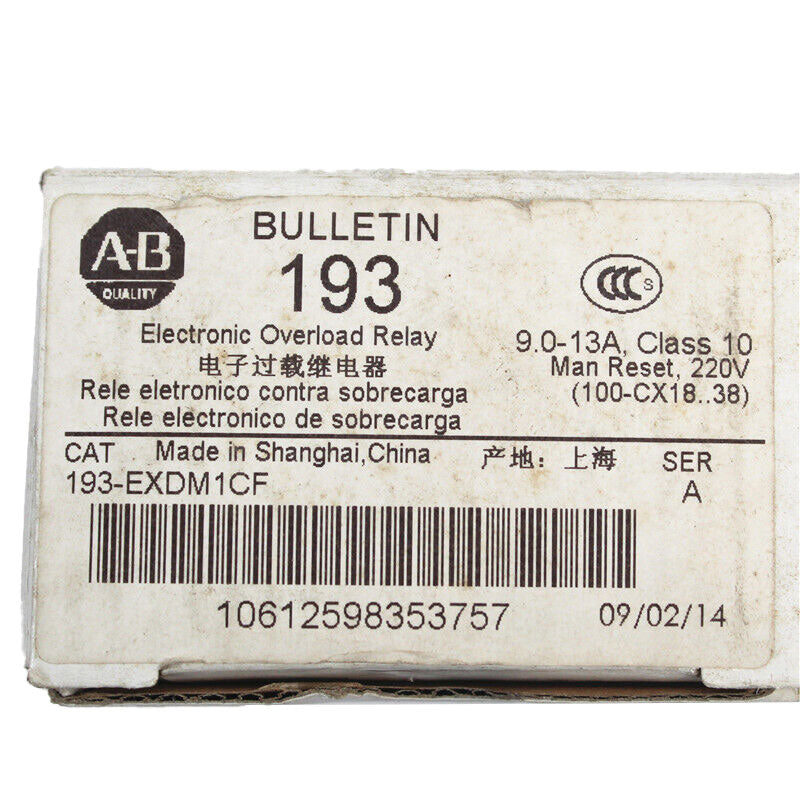 A-B
QUALITY
BULLETIN
193
Electronic Overload Relay
电子过载继电器
Rele eletronico contra sobrecarga
Rele electronico de sobrecarga
CCC S
9.0-13A, Class 10
Man Reset, 220V
(100-CX18..38)
CAT Made in Shanghai,China 产地: 上海 SER
193-EXDM1CF A
10612598353757 09/02/14